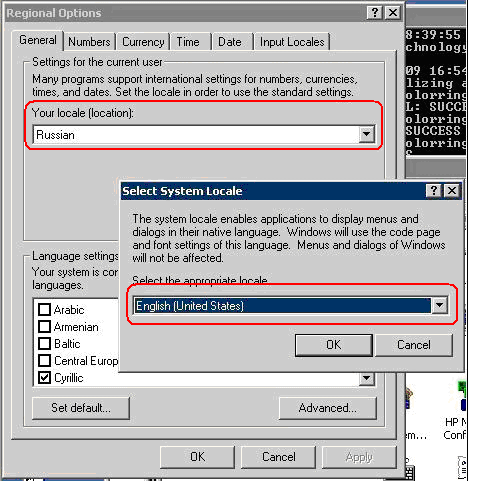 Regional Options
General Numbers Currency Time Date Input Locales
Settings for the current user
Many programs support international settings for numbers, currencies,
times, and dates. Set the locale in order to use the standard settings.
Your locale (location):
Russian
Select System Locale
The system locale enables applications to display menus and
dialogs in their native language. Windows will use the code page
and font settings of this language. Menus and dialogs of Windows
will not be affected.
Select the appropriate locale
English (United States)
OK Cancel
Language settings
Your system is con
languages.
Arabic
Armenian
Baltic
Central Europ
Cyrillic
Set default... Advanced...
OK Cancel Apply
8:39:55
chnology
09 16:54
lizing a
olorring
L: SUCCE
olorring
SUCCESS
olorring
HP N
em... Conf